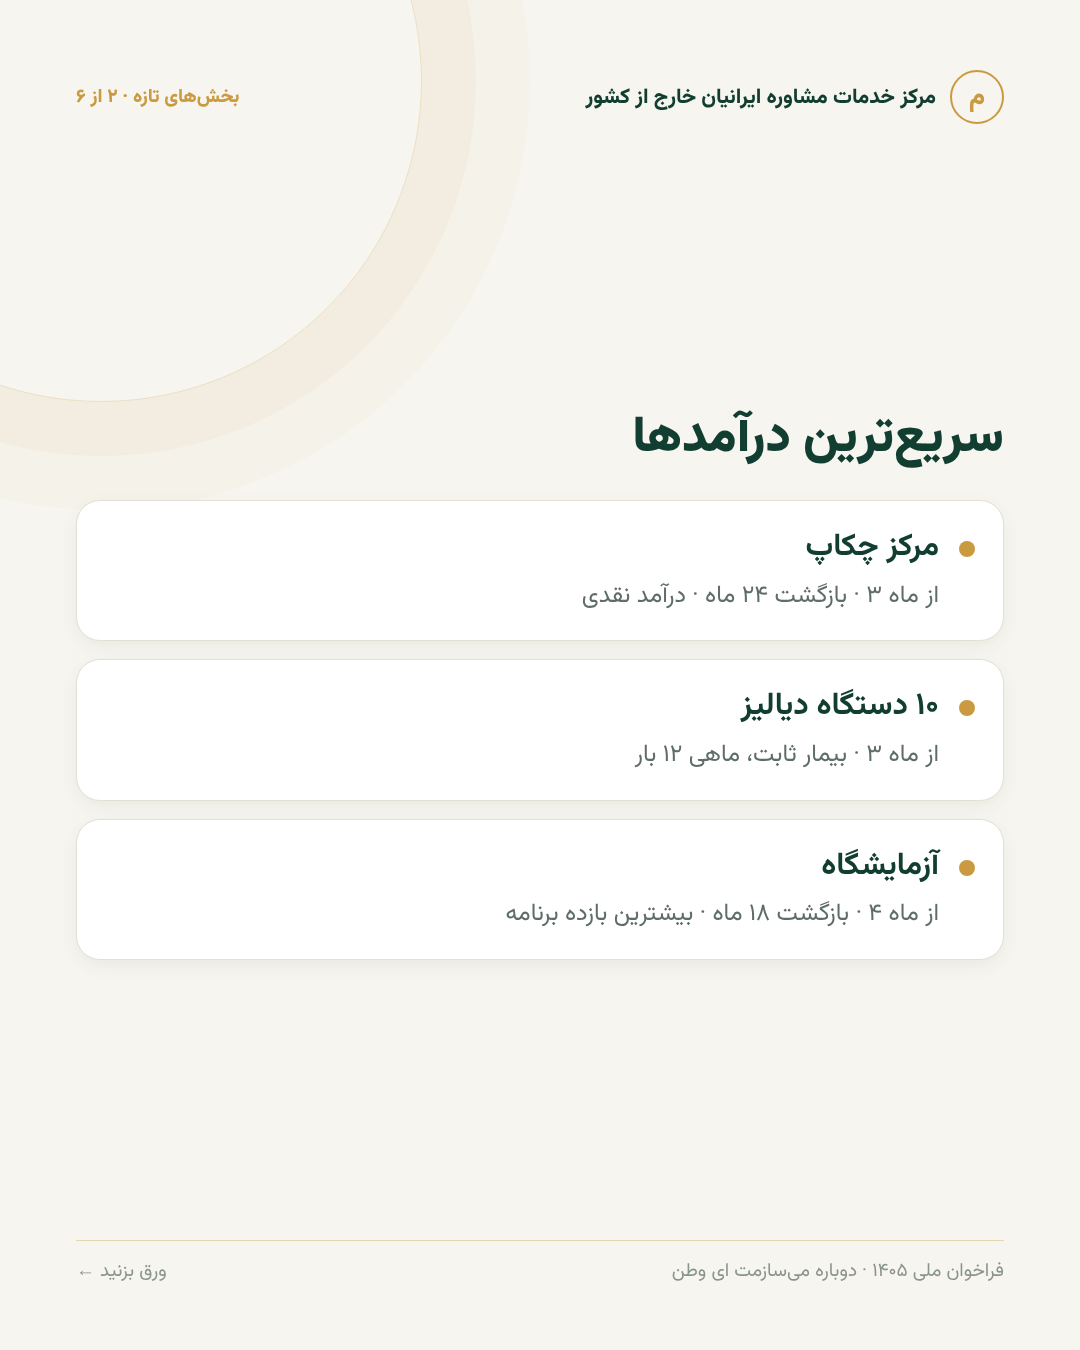 م
مرکز خدمات مشاوره ایرانیان خارج از کشور
بخش‌های تازه · ۲ از ۶
سریع‌ترین درآمدها
مرکز چکاپ
از ماه ۳ · بازگشت ۲۴ ماه · درآمد نقدی
۱۰ دستگاه دیالیز
از ماه ۳ · بیمار ثابت، ماهی ۱۲ بار
آزمایشگاه
از ماه ۴ · بازگشت ۱۸ ماه · بیشترین بازده برنامه
فراخوان ملی ۱۴۰۵ · دوباره می‌سازمت ای وطن
ورق بزنید ←